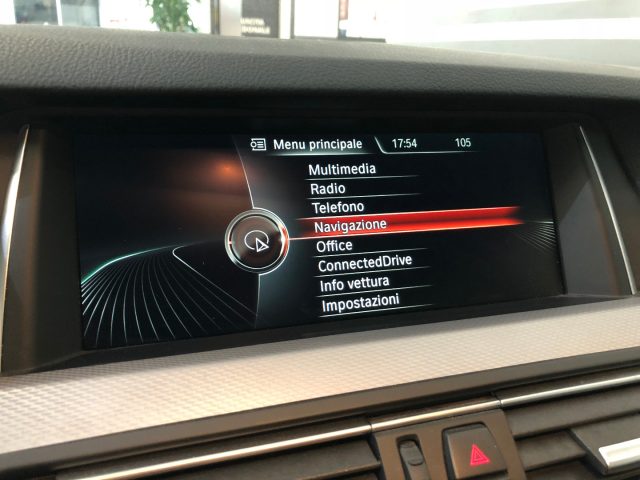 Menu principale 17:54 105
Multimedia
Radio
Telefono
Navigazione
Office
ConnectedDrive
Info vettura
Impostazioni